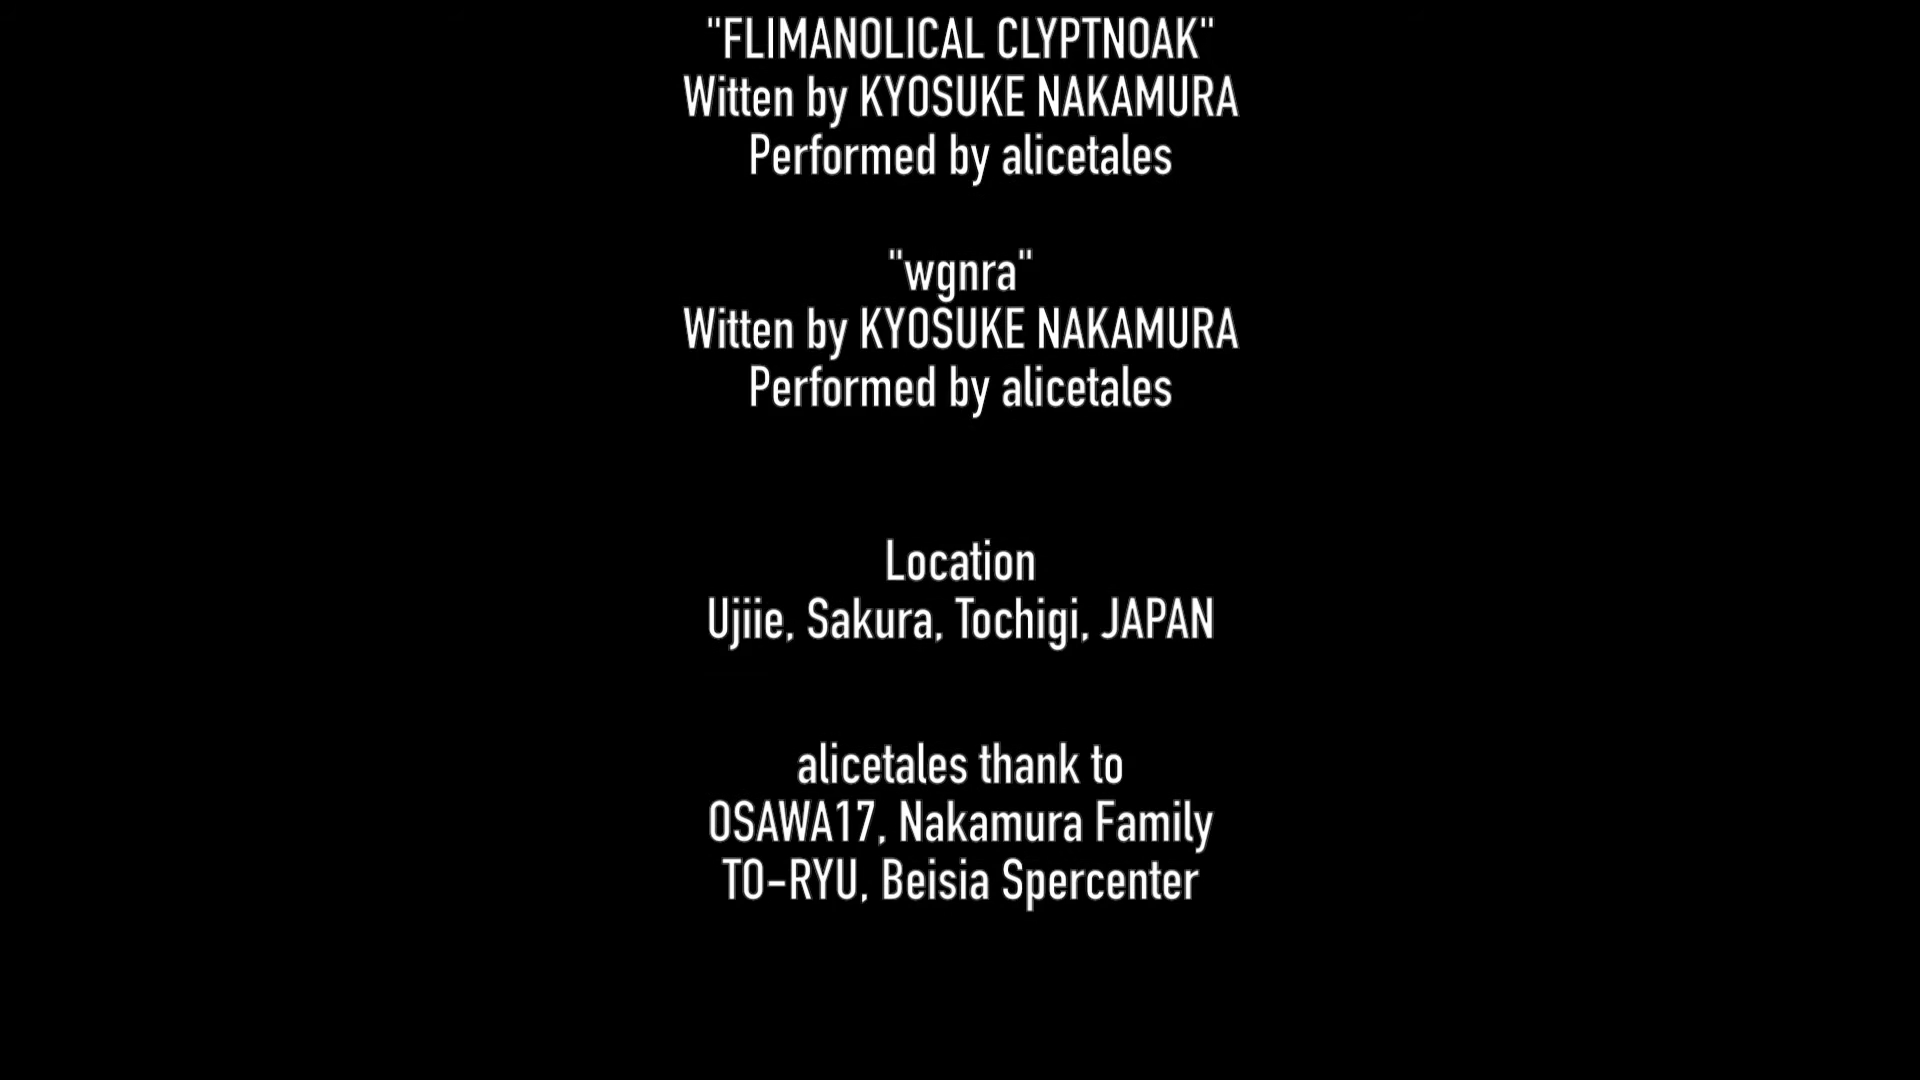 "FLIMANOLICAL CLYPTNOAK"
Witten by KYOSUKE NAKAMURA
Performed by alicetales
"wgnra"
Witten by KYOSUKE NAKAMURA
Performed by alicetales
Location
Ujiie, Sakura, Tochigi, JAPAN
alicetales thank to
OSAWA17, Nakamura Family
TO-RYU, Beisia Spercenter